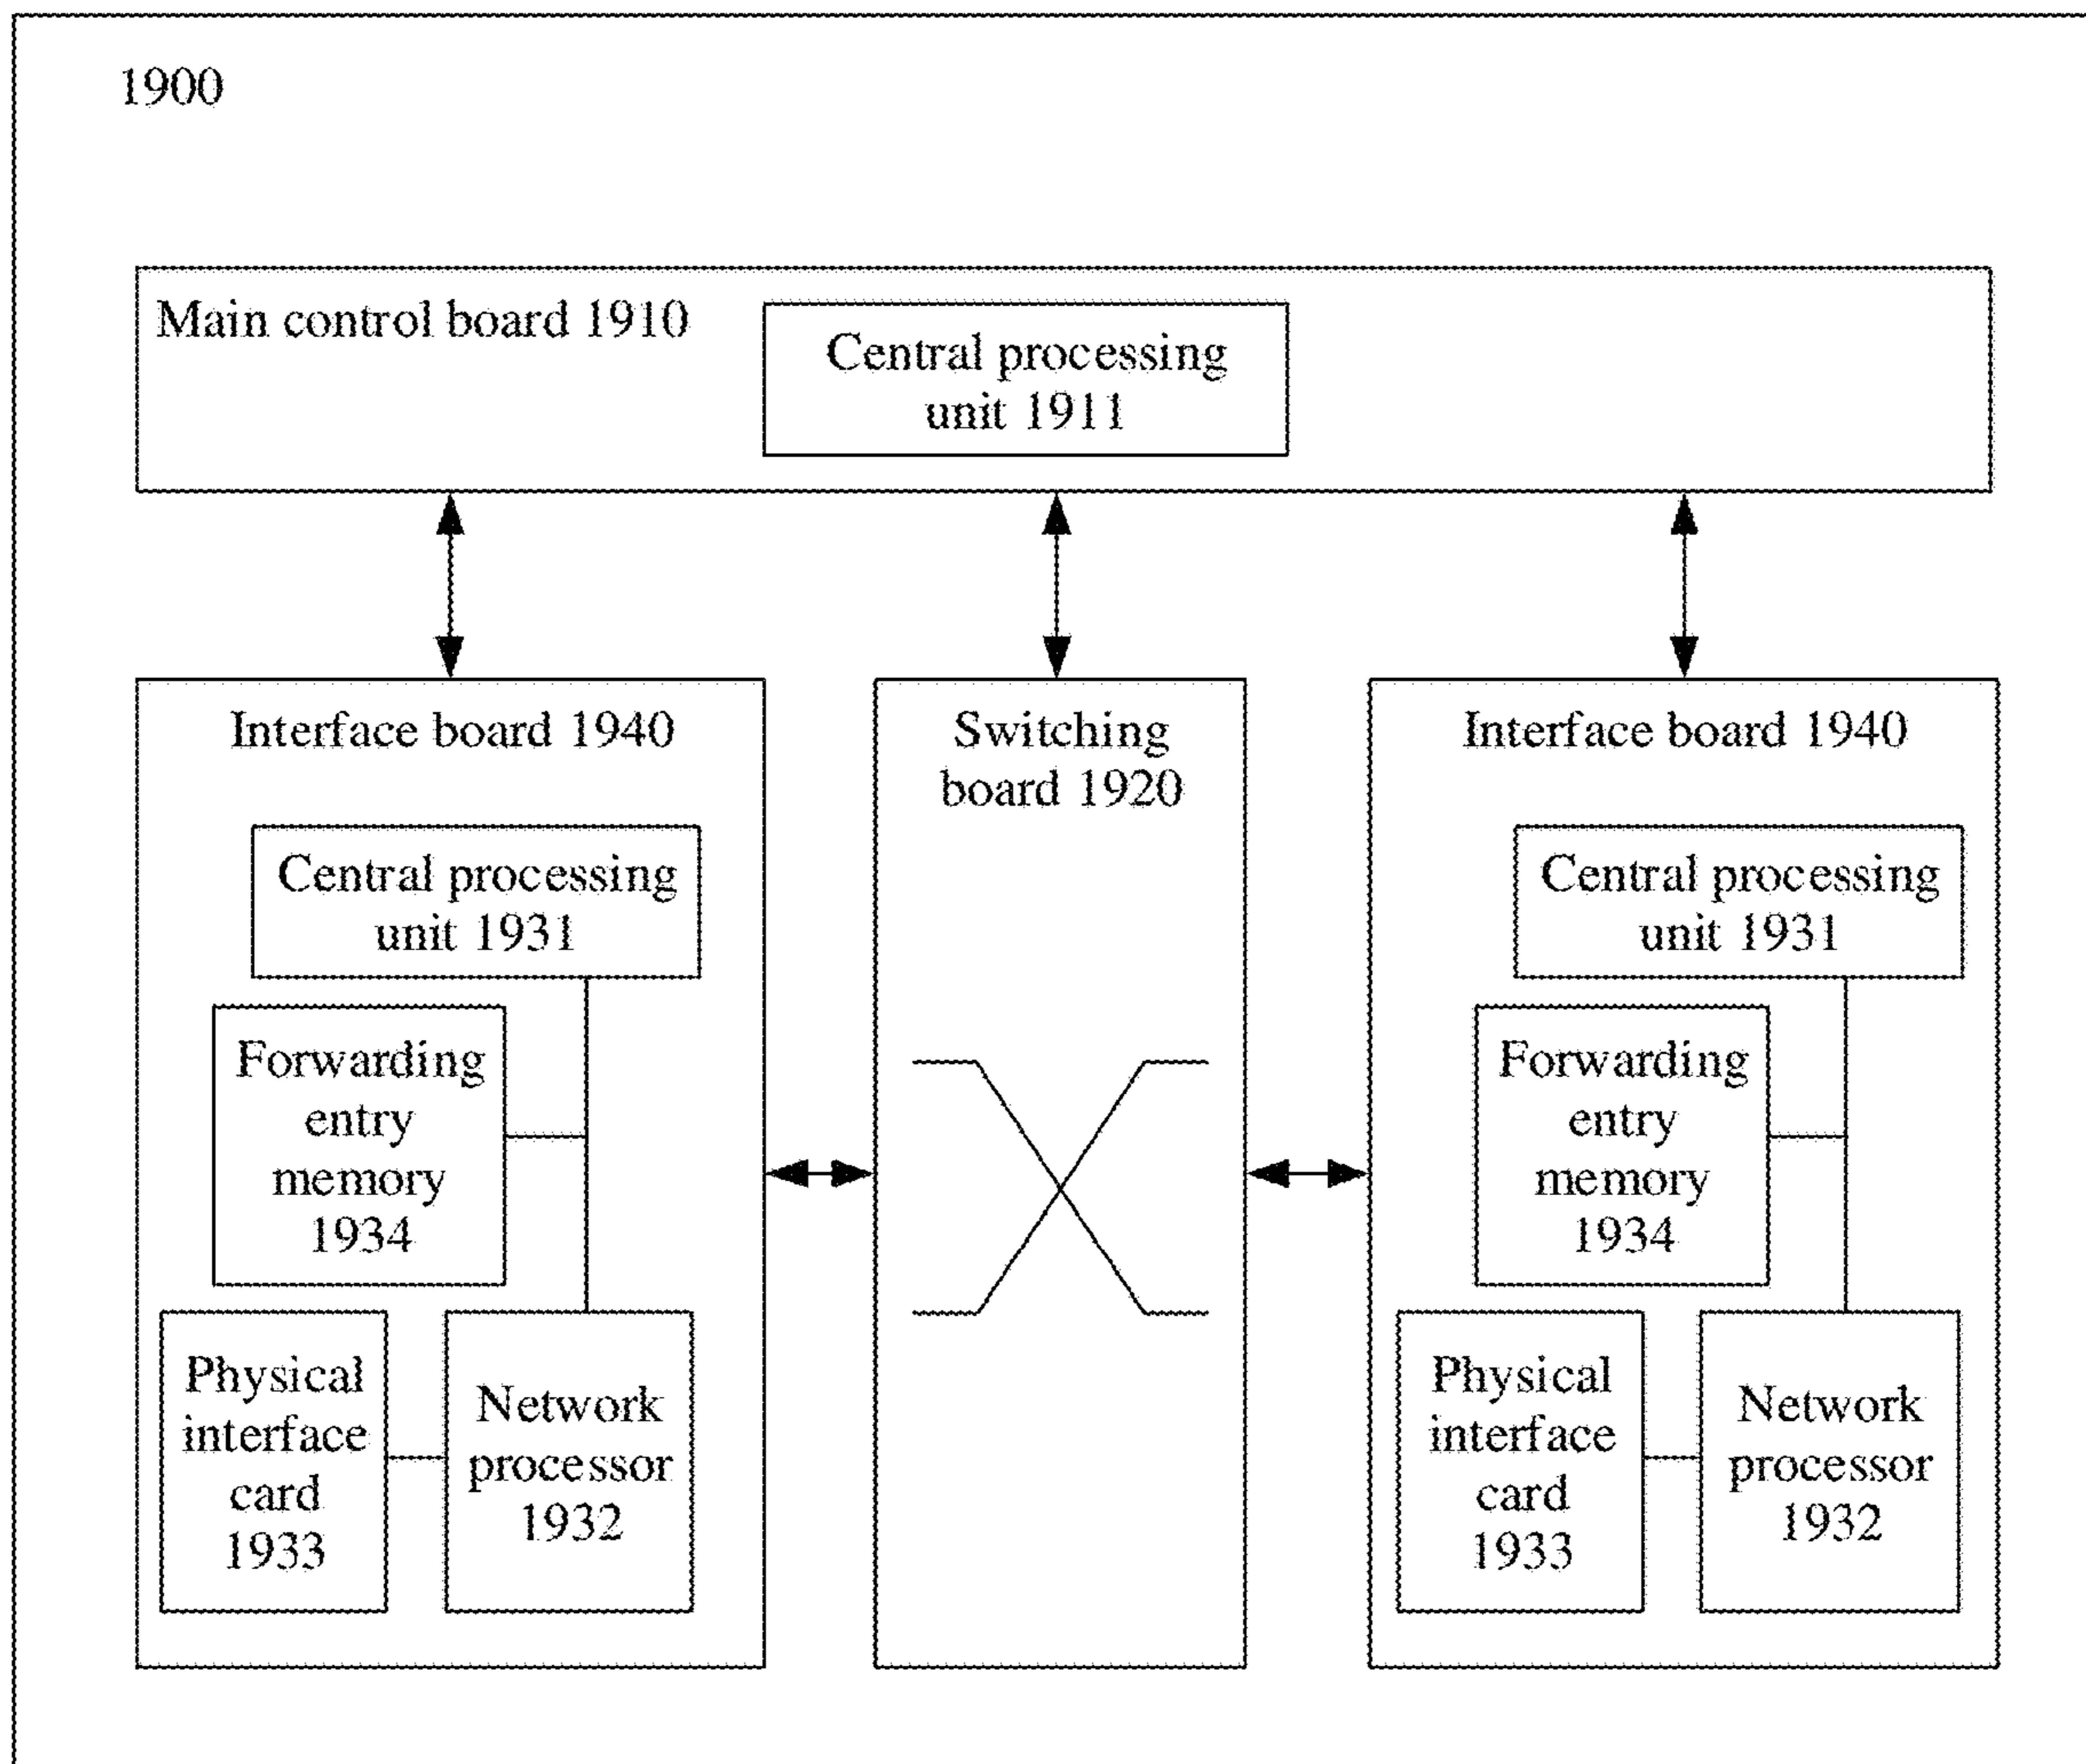 1900
Main control board 1910
Central processing
unit 1911
Interface board 1940
Central processing
unit 1931
Forwarding
entry
memory
1934
Physical
interface
card
1933
Network
processor
1932
Switching
board 1920
Interface board 1940
Central processing
unit 1931
Forwarding
entry
memory
1934
Physical
interface
card
1933
Network
processor
1932